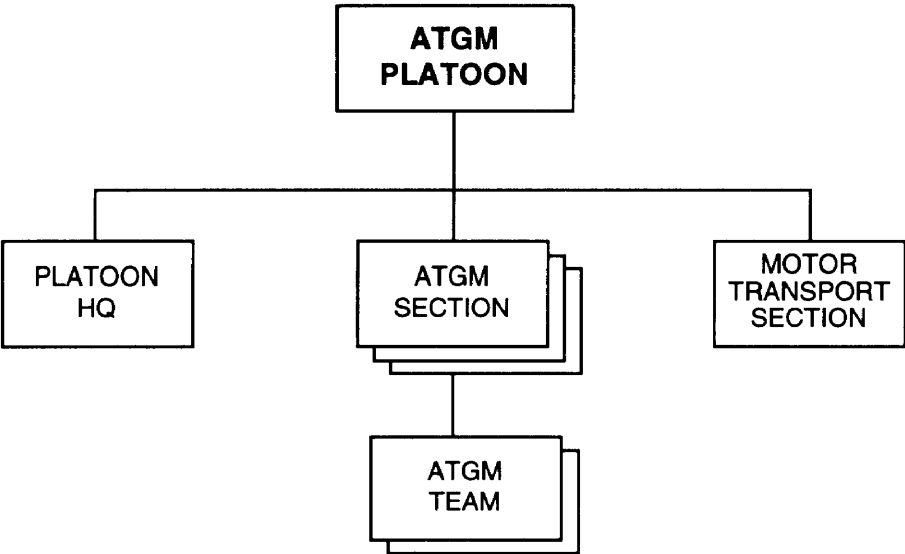 ATGM
PLATOON
PLATOON
HQ
ATGM
SECTION
MOTOR
TRANSPORT
SECTION
ATGM
TEAM